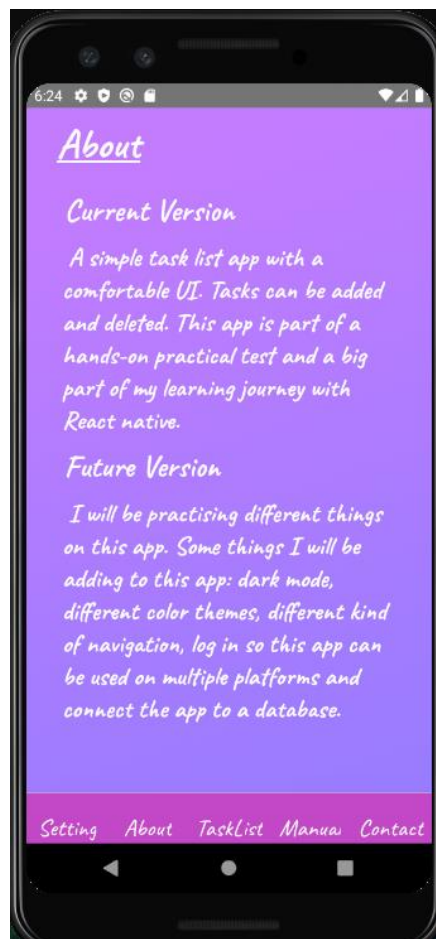 6:24
About
Current Version
A simple task list app with a
comfortable UI. Tasks can be added
and deleted. This app is part of a
hands-on practical test and a big
part of my learning journey with
React native.
Future Version
I will be practising different things
on this app. Some things I will be
adding to this app: dark mode,
different color themes, different kind
of navigation, log in so this app can
be used on multiple platforms and
connect the app to a database.
Setting About TaskList Manua Contact